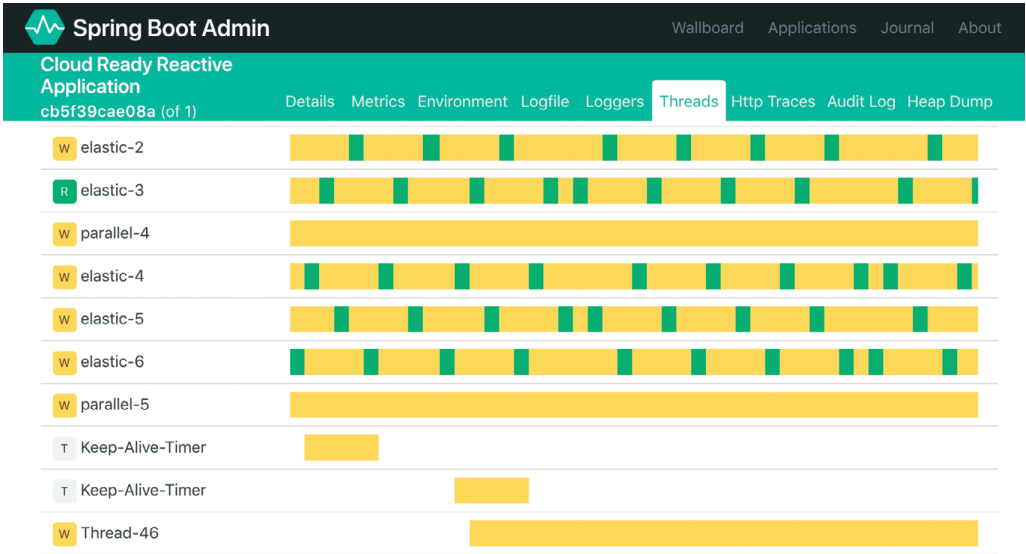 Spring Boot Admin
Wallboard Applications Journal About
Cloud Ready Reactive
Application
cb5f39cae08a (of 1)
Details Metrics Environment Logfile Loggers Threads Http Traces Audit Log Heap Dump
W elastic-2
R elastic-3
W parallel-4
W elastic-4
W elastic-5
W elastic-6
W parallel-5
T Keep-Alive-Timer
T Keep-Alive-Timer
W Thread-46